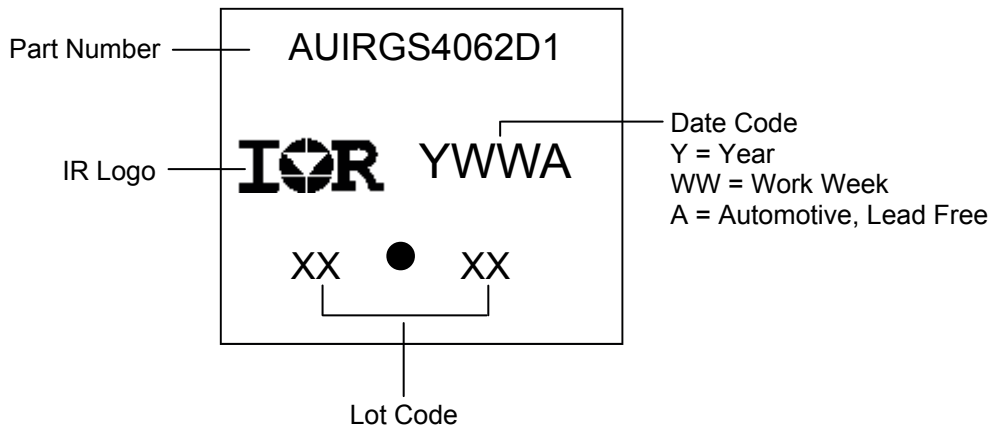 AUIRGS4062D1
Part Number
IR Logo
IOR
YWWA
Date Code
Y = Year
WW = Work Week
A = Automotive, Lead Free
XX
XX
Lot Code